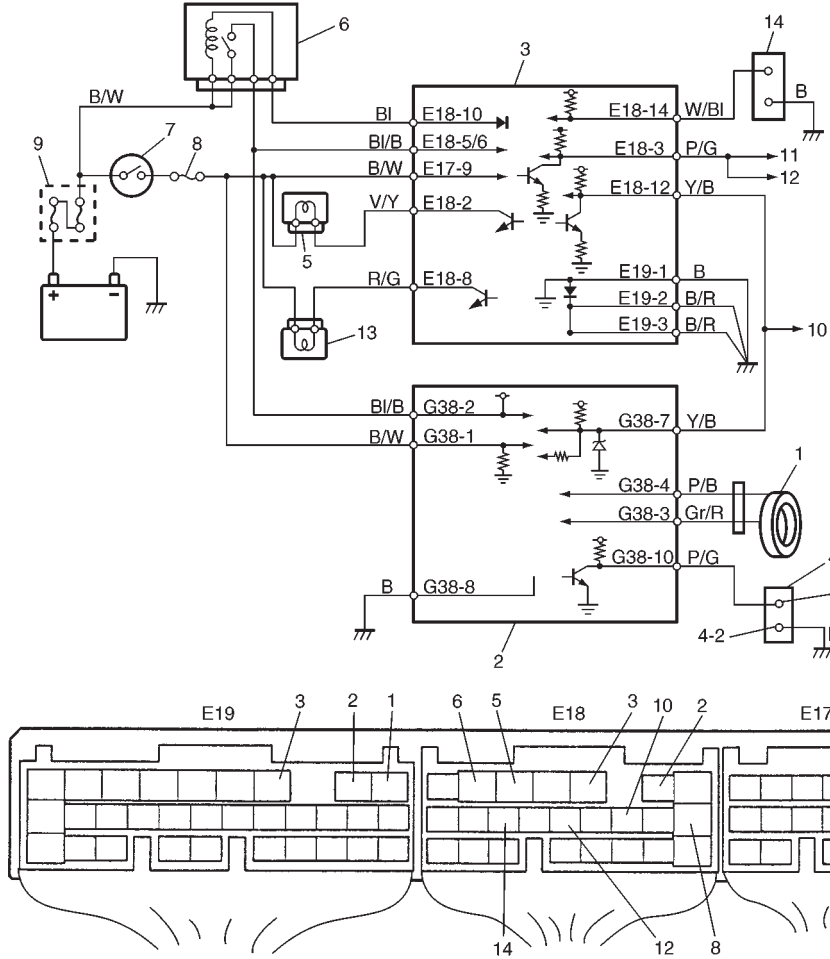 6
14
3
B/W
B
7
8
9
Bl E18-10
E18-14 W/Bl
Bl/B E18-5/6
E18-3 P/G
11
B/W E17-9
12
V/Y E18-2
E18-12 Y/B
5
R/G E18-8
E19-1 B
E19-2 B/R
E19-3 B/R
10
13
+ -
Bl/B G38-2
G38-7 Y/B
B/W G38-1
1
G38-4 P/B
G38-3 Gr/R
G38-10 P/G
B G38-8
4-2
2
E19 3 2 1 6 5 E18 3 10 2 E17
14 12 8